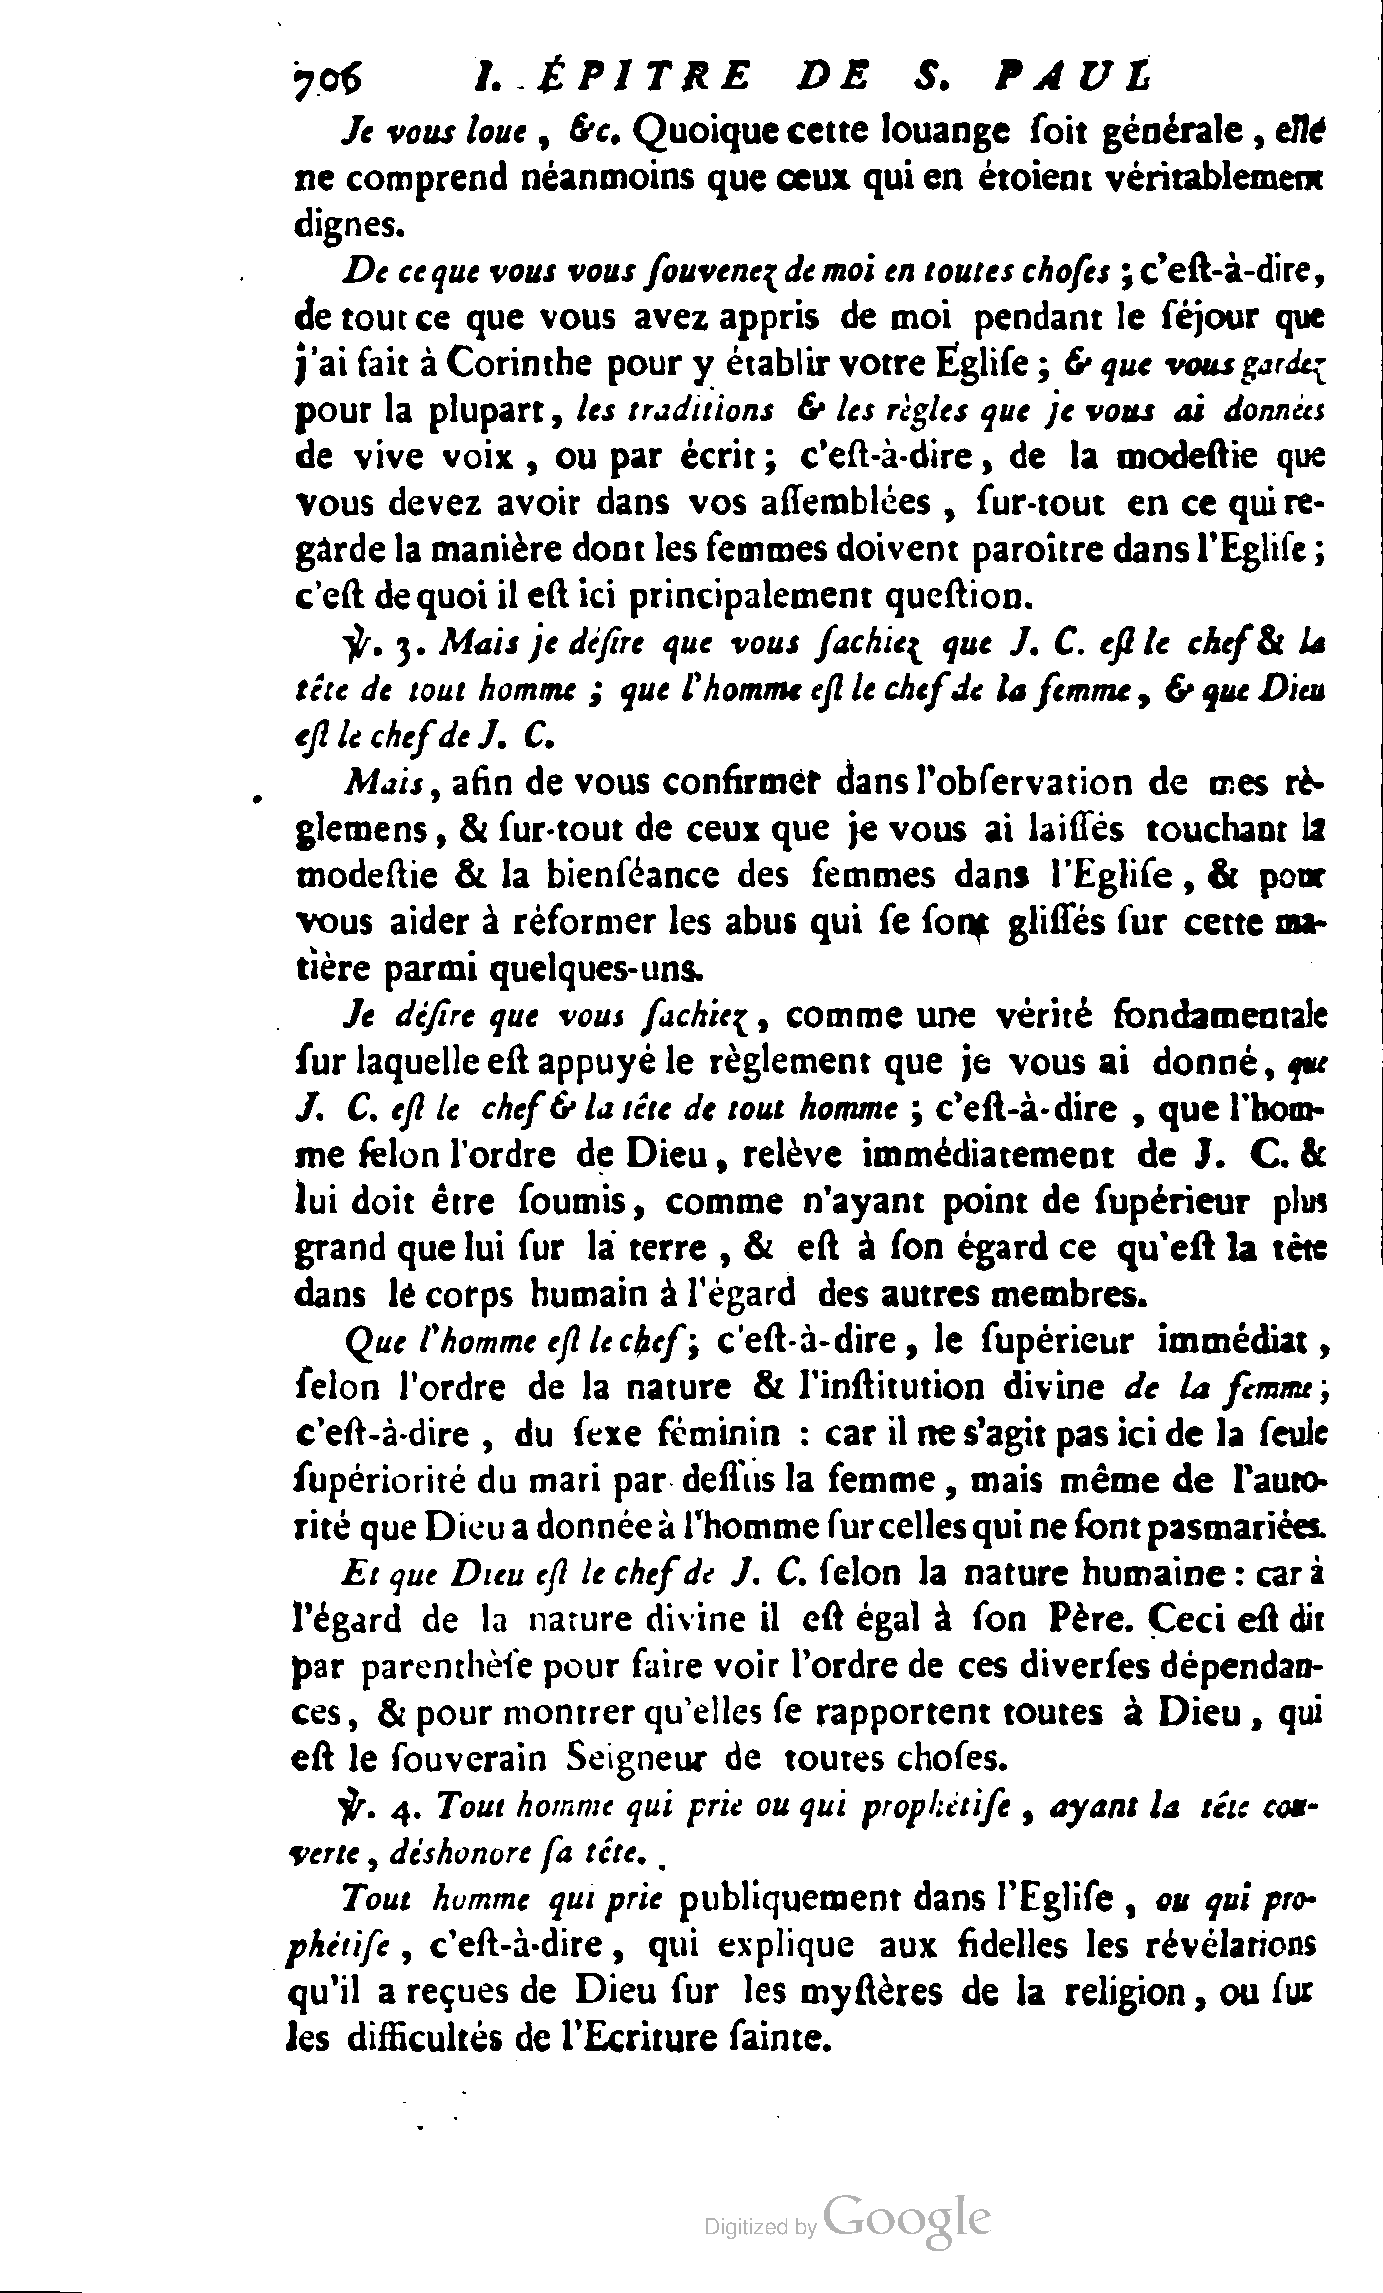 706 I. ÉPITRE DE S. PAUL
Je vous loue, &c. Quoique cette louange ſoit générale, elle
ne comprend néanmoins que ceux qui en étoient véritablement
dignes.
De ce que vous vous ſouvenez de moi en toutes choſes ; c'eſt-à-dire,
de tout ce que vous avez appris de moi pendant le ſéjour que
j'ai fait à Corinthe pour y établir votre Egliſe ; & que vous gardez
pour la plupart, les traditions & les règles que je vous ai données
de vive voix, ou par écrit ; c'eſt-à-dire, de la modeſtie que
vous devez avoir dans vos aſſemblées, ſur-tout en ce qui re-
garde la manière dont les femmes doivent paroître dans l'Egliſe ;
c'eſt de quoi il eſt ici principalement queſtion.
℣. 3. Mais je déſire que vous ſachiez que J. C. eſt le chef & la
tête de tout homme ; que l'homme eſt le chef de la femme, & que Dieu
eſt le chef de J. C.
Mais, afin de vous confirmer dans l'obſervation de mes rè-
glemens, & ſur-tout de ceux que je vous ai laiſſés touchant la
modeſtie & la bienſéance des femmes dans l'Egliſe, & pour
vous aider à réformer les abus qui ſe ſont gliſſés ſur cette ma-
tière parmi quelques-uns.
Je déſire que vous ſachiez, comme une vérité fondamentale
ſur laquelle eſt appuyé le règlement que je vous ai donné, que
J. C. eſt le chef & la tête de tout homme ; c'eſt-à-dire, que l'hom-
me ſelon l'ordre de Dieu, relève immédiatement de J. C. &
lui doit être ſoumis, comme n'ayant point de ſupérieur plus
grand que lui ſur la terre, & eſt à ſon égard ce qu'eſt la tête
dans le corps humain à l'égard des autres membres.
Que l'homme eſt le chef ; c'eſt-à-dire, le ſupérieur immédiat,
ſelon l'ordre de la nature & l'inſtitution divine de la femme ;
c'eſt-à-dire, du ſexe féminin : car il ne s'agit pas ici de la ſeule
ſupériorité du mari par deſſus la femme, mais même de l'auto-
rité que Dieu a donnée à l'homme ſur celles qui ne ſont pas mariées.
Et que Dieu eſt le chef de J. C. ſelon la nature humaine : car à
l'égard de la nature divine il eſt égal à ſon Père. Ceci eſt dit
par parenthèſe pour faire voir l'ordre de ces diverſes dépendan-
ces, & pour montrer qu'elles ſe rapportent toutes à Dieu, qui
eſt le ſouverain Seigneur de toutes choſes.
℣. 4. Tout homme qui prie ou qui prophétiſe, ayant la tête cou-
verte, déshonore ſa tête.
Tout homme qui prie publiquement dans l'Egliſe, ou qui pro-
phétiſe, c'eſt-à-dire, qui explique aux fidelles les révélations
qu'il a reçues de Dieu ſur les myſtères de la religion, ou ſur
les difficultés de l'Ecriture ſainte.
Digitized by Google